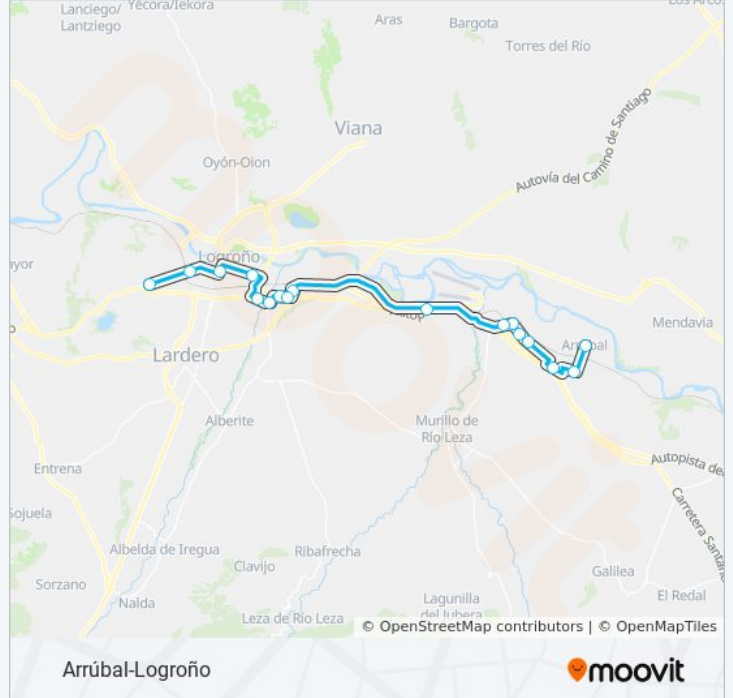 Lanciego/
Lantziego
Yécora/Iekora
Aras
Bargota
Los Arco
Torres del Río
Viana
Oyón-Oion
Autovía del Camino de Santiago
Logroño
Mendavia
Lardero
Alberite
Murillo de
Río Leza
Autopista de
Entrena
Carretera Santan
Albelda de Iregua
Ribafrecha
Clavijo
Galilea
Sorzano
El Redal
Nalda
Lagunilla
del Jubera
Leza de Río Leza
© OpenStreetMap contributors | © OpenMapTiles
Arrúbal-Logroño
moovit